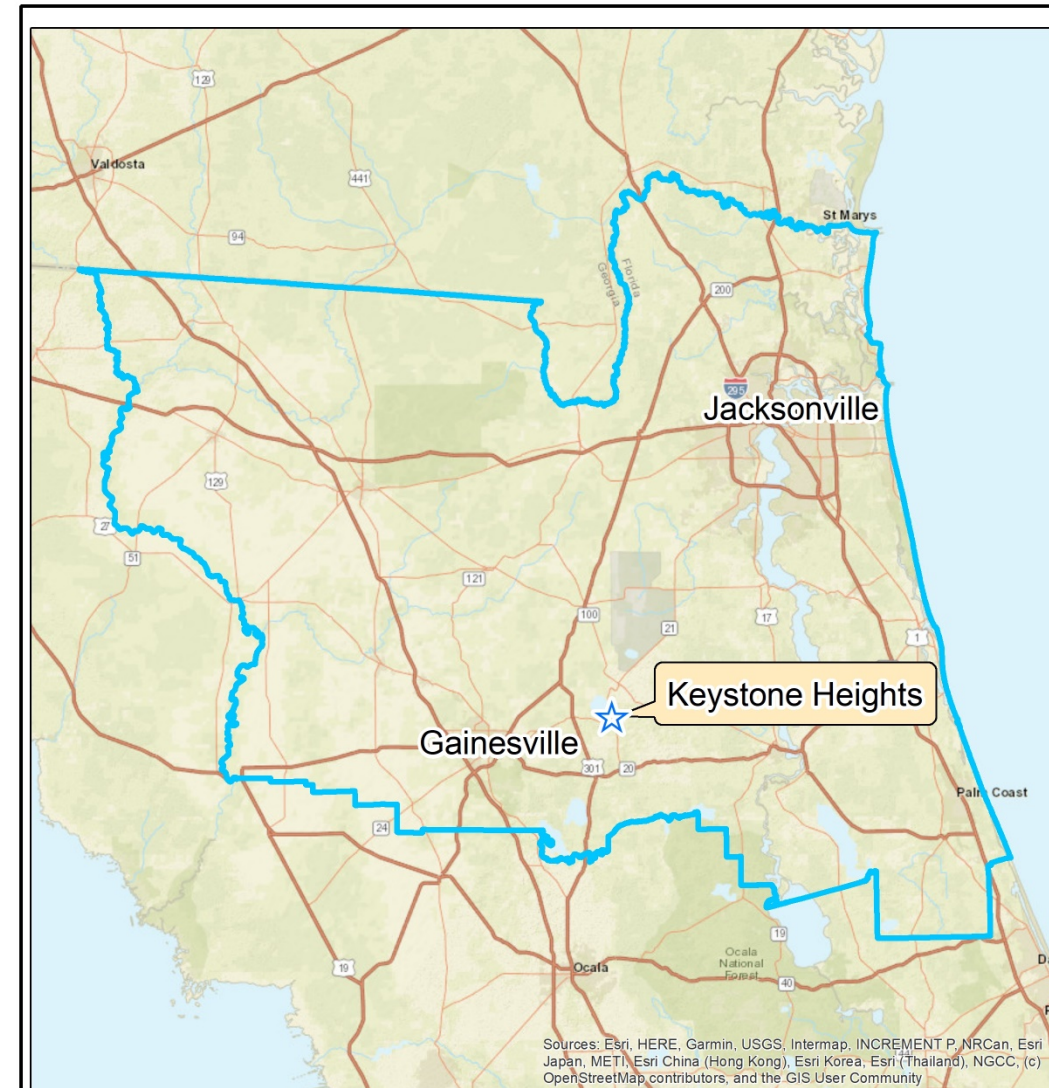 129
Valdosta
441
94
St Marys
Florida
Georgia
200
295
Jacksonville
129
27
51
121
100
21
17
1
Keystone Heights
Gainesville
301
20
Palm Coast
24
19
Ocala
National
Forest
19
Ocala
40
D
Sources: Esri, HERE, Garmin, USGS, Intermap, INCREMENT P, NRCan, Esri
Japan, METI, Esri China (Hong Kong), Esri Korea, Esri (Thailand), NGCC, (c)
OpenStreetMap contributors, and the GIS User Community